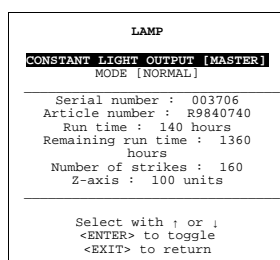 LAMP
CONSTANT LIGHT OUTPUT [MASTER]
MODE [NORMAL]
Serial number : 003706
Article number : R9840740
Run time : 140 hours
Remaining run time : 1360
hours
Number of strikes : 160
Z-axis : 100 units
Select with ↑ or ↓
<ENTER> to toggle
<EXIT> to return